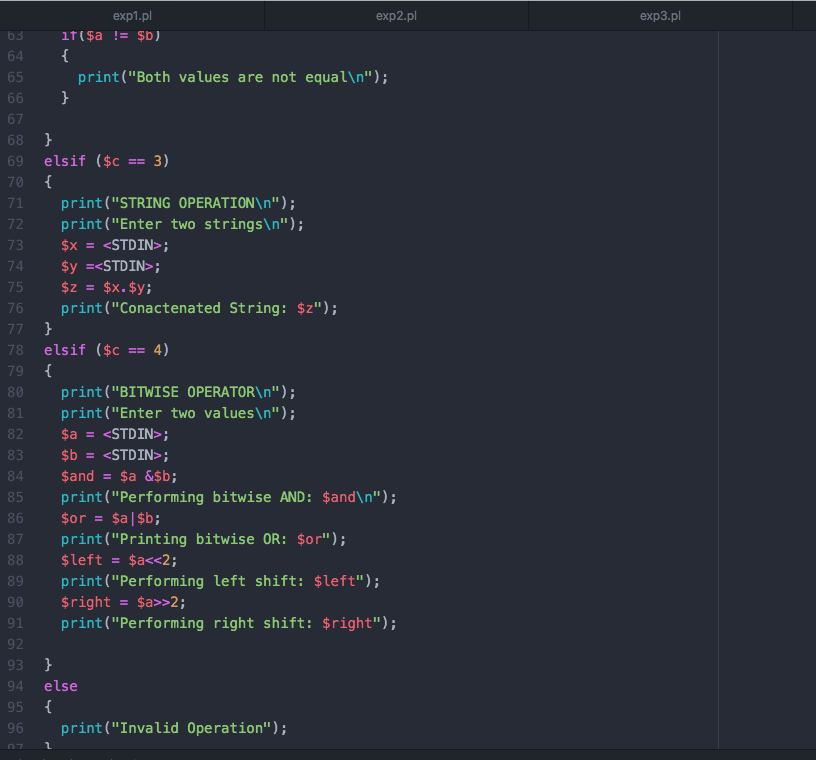 exp1.pl exp2.pl exp3.pl
63 if($a != $b)
64 {
65 print("Both values are not equal\n");
66 }
67
68 }
69 elsif ($c == 3)
70 {
71 print("STRING OPERATION\n");
72 print("Enter two strings\n");
73 $x = <STDIN>;
74 $y =<STDIN>;
75 $z = $x.$y;
76 print("Conactenated String: $z");
77 }
78 elsif ($c == 4)
79 {
80 print("BITWISE OPERATOR\n");
81 print("Enter two values\n");
82 $a = <STDIN>;
83 $b = <STDIN>;
84 $and = $a &$b;
85 print("Performing bitwise AND: $and\n");
86 $or = $a|$b;
87 print("Printing bitwise OR: $or");
88 $left = $a<<2;
89 print("Performing left shift: $left");
90 $right = $a>>2;
91 print("Performing right shift: $right");
92
93 }
94 else
95 {
96 print("Invalid Operation");
97 }